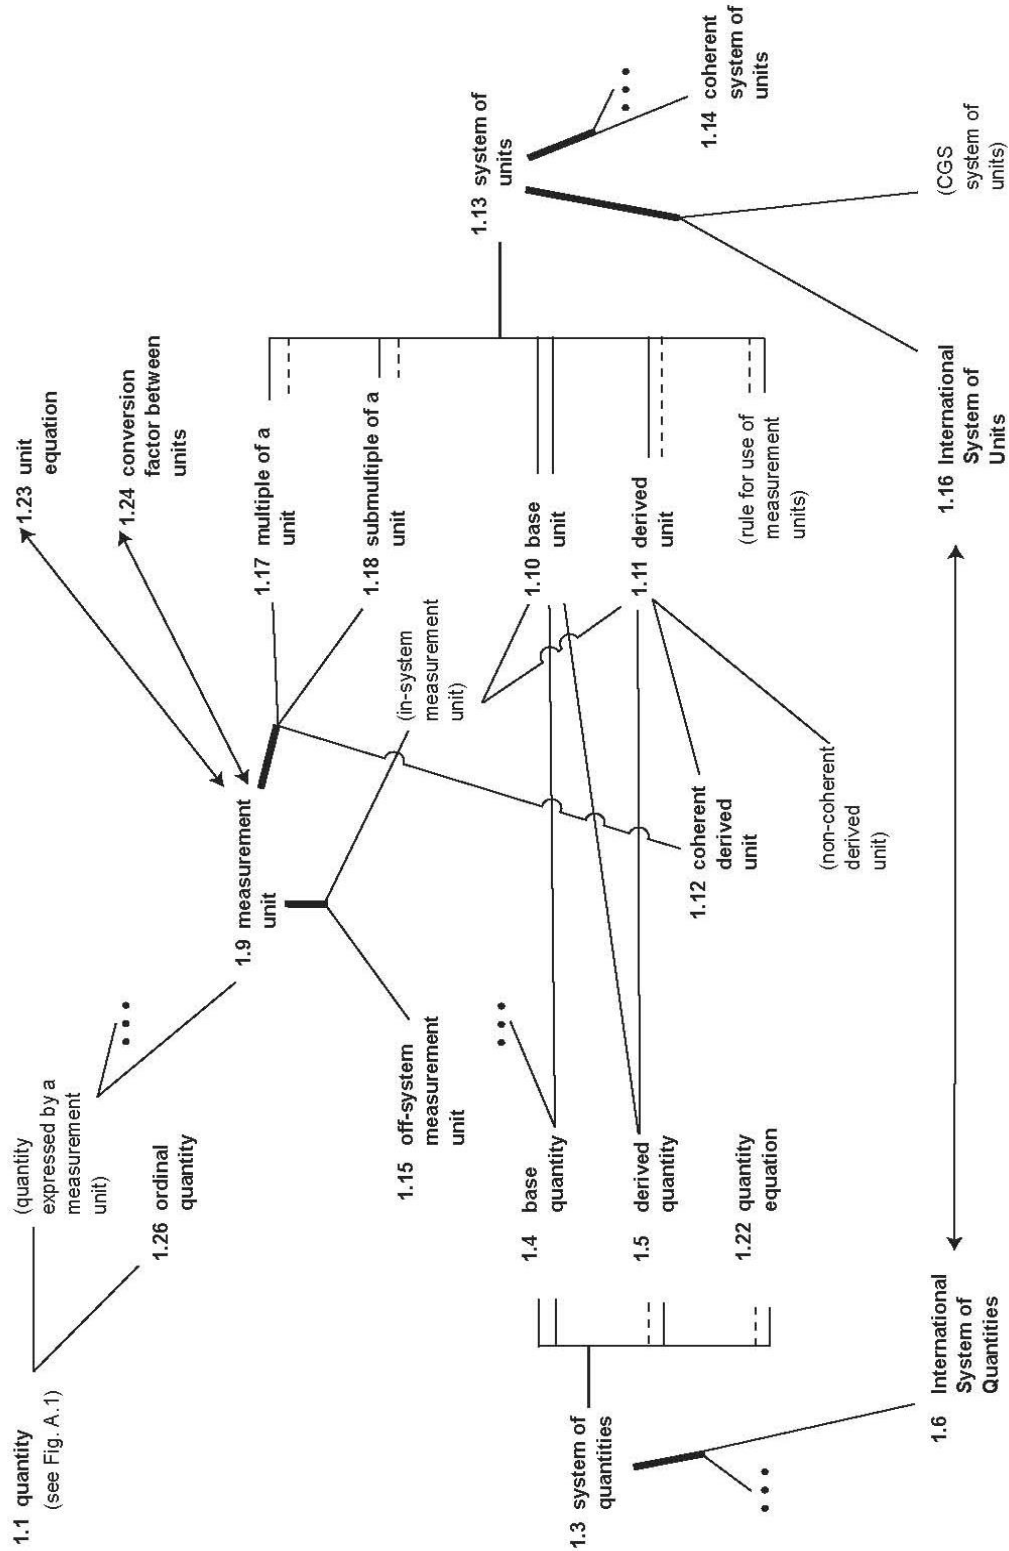 1.1 quantity
(see Fig. A.1)
(quantity
expressed by a
measurement
unit)
1.26 ordinal
quantity
1.9 measurement
unit
1.23 unit
equation
1.24 conversion
factor between
units
1.17 multiple of a
unit
1.18 submultiple of a
unit
(in-system
measurement
unit)
1.15 off-system
measurement
unit
1.13 system of
units
1.14 coherent
system of
units
(CGS
system of
units)
1.16 International
System of
Units
1.10 base
unit
1.11 derived
unit
(rule for use of
measurement
units)
1.12 coherent
derived
unit
(non-coherent
derived
unit)
1.3 system of
quantities
1.4 base
quantity
1.5 derived
quantity
1.22 quantity
equation
1.6 International
System of
Quantities